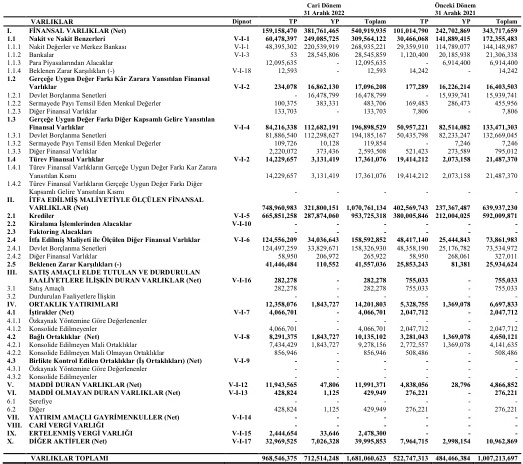 Cari Dönem Önceki Dönem
31 Aralık 2022 31 Aralık 2021
VARLIKLAR Dipnot TP YP Toplam TP YP Toplam
I. FİNANSAL VARLIKLAR (Net) 159,158,470 381,761,465 540,919,935 101,014,790 242,702,869 343,717,659
1.1 Nakit ve Nakit Benzerleri V-I-1 60,478,397 249,085,725 309,564,122 30,466,068 141,889,415 172,355,483
1.1.1 Nakit Değerler ve Merkez Bankası V-I-1 48,395,302 220,539,919 268,935,221 29,359,910 114,789,077 144,148,987
1.1.2 Bankalar V-I-3 53 28,545,806 28,545,859 1,120,400 20,185,938 21,306,338
1.1.3 Para Piyasalarından Alacaklar 12,095,635 - 12,095,635 - 6,914,400 6,914,400
1.1.4 Beklenen Zarar Karşılıkları (-) V-I-18 12,593 - 12,593 14,242 - 14,242
1.2 Gerçeğe Uygun Değer Farkı Kâr Zarara Yansıtılan Finansal
Varlıklar V-I-2 234,078 16,862,130 17,096,208 177,289 16,226,214 16,403,503
1.2.1 Devlet Borçlanma Senetleri - 16,478,799 16,478,799 - 15,939,741 15,939,741
1.2.2 Sermayede Payı Temsil Eden Menkul Değerler 100,375 383,331 483,706 169,483 286,473 455,956
1.2.3 Diğer Finansal Varlıklar 133,703 - 133,703 7,806 - 7,806
1.3 Gerçeğe Uygun Değer Farkı Diğer Kapsamlı Gelire Yansıtılan
Finansal Varlıklar V-I-4 84,216,338 112,682,191 196,898,529 50,957,221 82,514,082 133,471,303
1.3.1 Devlet Borçlanma Senetleri 81,886,540 112,298,627 194,185,167 50,435,798 82,233,247 132,669,045
1.3.2 Sermayede Payı Temsil Eden Menkul Değerler 109,726 10,128 119,854 - 7,246 7,246
1.3.3 Diğer Finansal Varlıklar 2,220,072 373,436 2,593,508 521,423 273,589 795,012
1.4 Türev Finansal Varlıklar V-I-2 14,229,657 3,131,419 17,361,076 19,414,212 2,073,158 21,487,370
1.4.1 Türev Finansal Varlıkların Gerçeğe Uygun Değer Farkı Kar Zarara
Yansıtılan Kısmı 14,229,657 3,131,419 17,361,076 19,414,212 2,073,158 21,487,370
1.4.2 Türev Finansal Varlıkların Gerçeğe Uygun Değer Farkı Diğer
Kapsamlı Gelire Yansıtılan Kısmı - - - - - -
II. İTFA EDİLMİŞ MALİYETİYLE ÖLÇÜLEN FİNANSAL
VARLIKLAR (Net) 748,960,983 321,800,151 1,070,761,134 402,569,743 237,367,487 639,937,230
2.1 Krediler V-I-5 665,851,258 287,874,060 953,725,318 380,005,846 212,004,025 592,009,871
2.2 Kiralama İşlemlerinden Alacaklar V-I-10 - - - - - -
2.3 Faktoring Alacakları - - - - - -
2.4 İtfa Edilmiş Maliyeti ile Ölçülen Diğer Finansal Varlıklar V-I-6 124,556,209 34,036,643 158,592,852 48,417,140 25,444,843 73,861,983
2.4.1 Devlet Borçlanma Senetleri 124,497,259 33,829,671 158,326,930 48,358,190 25,176,782 73,534,972
2.4.2 Diğer Finansal Varlıklar 58,950 206,972 265,922 58,950 268,061 327,011
2.5 Beklenen Zarar Karşılıkları (-) 41,446,484 110,552 41,557,036 25,853,243 81,381 25,934,624
III. SATIŞ AMAÇLI ELDE TUTULAN VE DURDURULAN
FAALİYETLERE İLİŞKİN DURAN VARLIKLAR (Net) V-I-16 282,278 - 282,278 755,033 - 755,033
3.1 Satış Amaçlı 282,278 - 282,278 755,033 - 755,033
3.2 Durdurulan Faaliyetlere İlişkin - - - - - -
IV. ORTAKLIK YATIRIMLARI 12,358,076 1,843,727 14,201,803 5,328,755 1,369,078 6,697,833
4.1 İştirakler (Net) V-I-7 4,066,701 - 4,066,701 2,047,712 - 2,047,712
4.1.1 Özkaynak Yöntemine Göre Değerlenenler - - - - - -
4.1.2 Konsolide Edilmeyenler 4,066,701 - 4,066,701 2,047,712 - 2,047,712
4.2 Bağlı Ortaklıklar (Net) V-I-8 8,291,375 1,843,727 10,135,102 3,281,043 1,369,078 4,650,121
4.2.1 Konsolide Edilmeyen Mali Ortaklıklar 7,434,429 1,843,727 9,278,156 2,772,557 1,369,078 4,141,635
4.2.2 Konsolide Edilmeyen Mali Olmayan Ortaklıklar 856,946 - 856,946 508,486 - 508,486
4.3 Birlikte Kontrol Edilen Ortaklıklar (İş Ortaklıkları) (Net) V-I-9 - - - - - -
4.3.1 Özkaynak Yöntemine Göre Değerlenenler - - - - - -
4.3.2 Konsolide Edilmeyenler - - - - - -
V. MADDİ DURAN VARLIKLAR (Net) V-I-12 11,943,565 47,806 11,991,371 4,838,056 28,796 4,866,852
VI. MADDİ OLMAYAN DURAN VARLIKLAR (Net) V-I-13 428,824 1,125 429,949 276,221 - 276,221
6.1 Şerefiye - - - - - -
6.2 Diğer 428,824 1,125 429,949 276,221 - 276,221
VII. YATIRIM AMAÇLI GAYRİMENKULLER (Net) V-I-14 - - - - - -
VIII. CARİ VERGİ VARLIĞI - - - - - -
IX. ERTELENMİŞ VERGİ VARLIĞI V-I-15 2,444,654 33,646 2,478,300 - - -
X. DİĞER AKTİFLER (Net) V-I-17 32,969,525 7,026,328 39,995,853 7,964,715 2,998,154 10,962,869
VARLIKLAR TOPLAMI 968,546,375 712,514,248 1,681,060,623 522,747,313 484,466,384 1,007,213,697